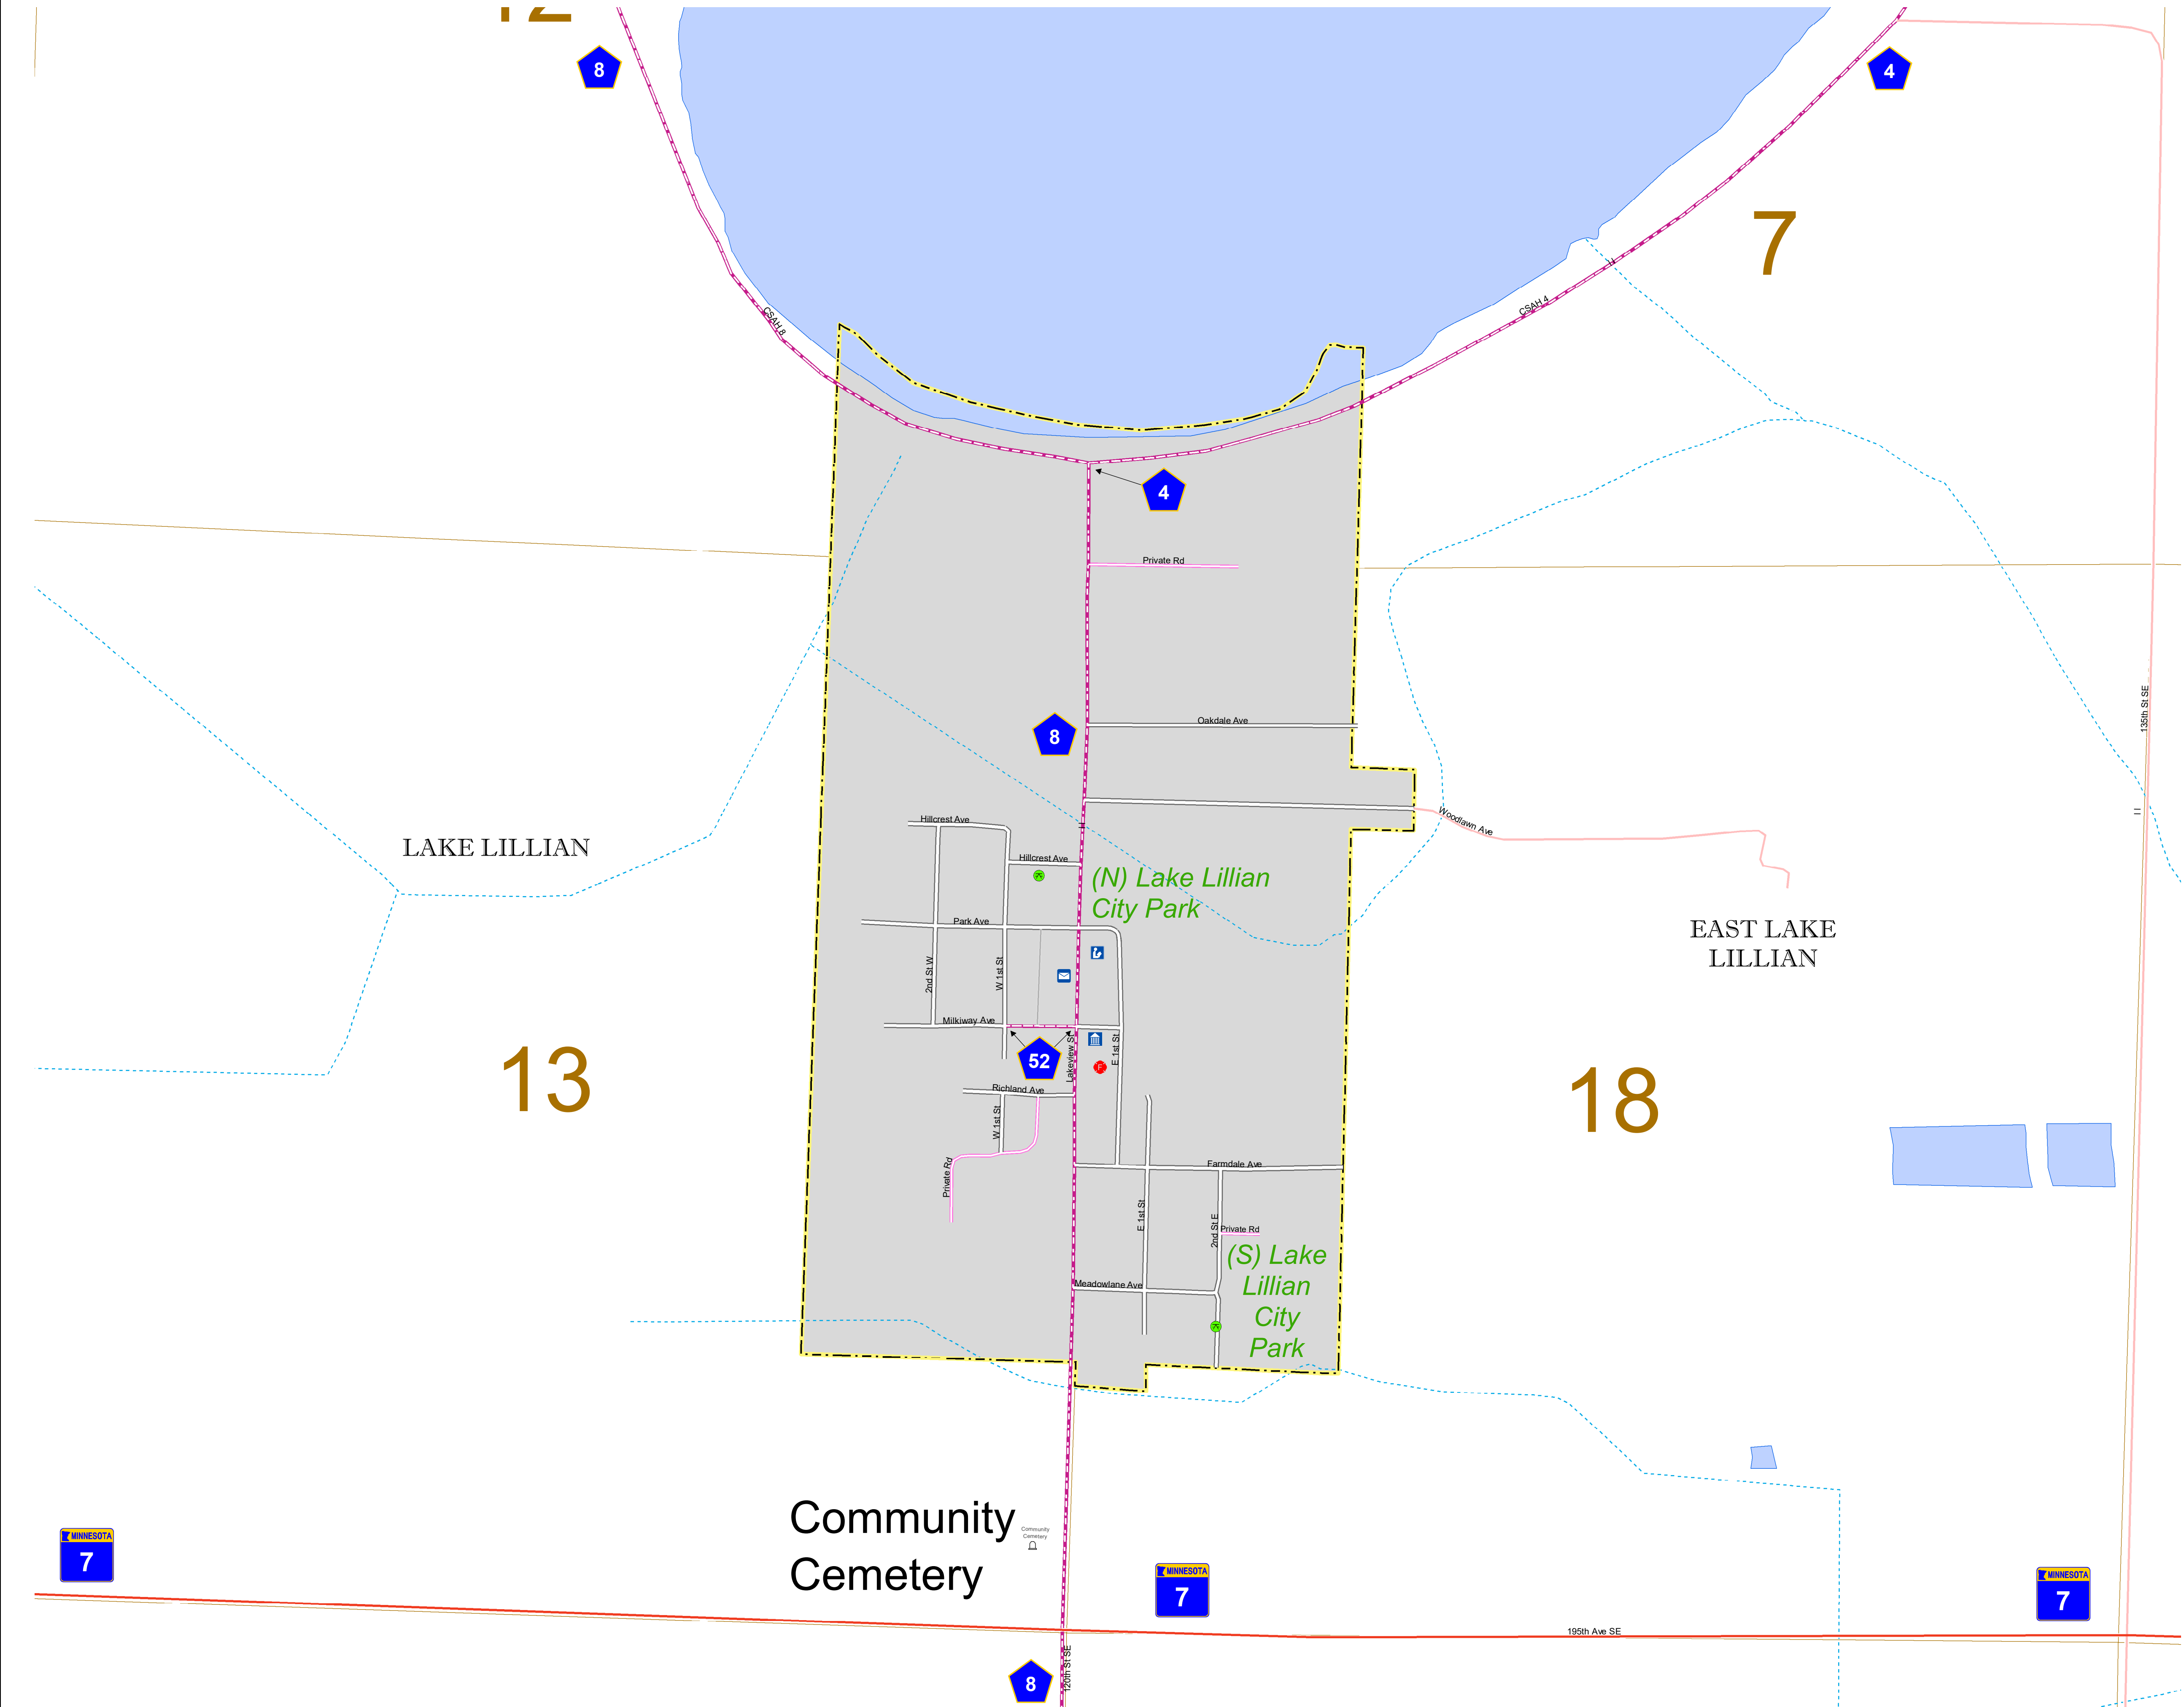 12
8
4
7
CSAH 8
CSAH 4
4
Private Rd
135th St SE
Oakdale Ave
8
Woodlawn Ave
Hillcrest Ave
LAKE LILLIAN
Hillcrest Ave
(N) Lake Lillian
City Park
Park Ave
EAST LAKE
LILLIAN
2nd St W
W 1st St
Milkiway Ave
52
Lakeview St
E 1st St
F
13
18
Richland Ave
W 1st St
Private Rd
Farmdale Ave
E 1st St
2nd St E
Private Rd
(S) Lake
Lillian
City
Park
Meadowlane Ave
Community
Cemetery
Community
Cemetery
MINNESOTA
7
MINNESOTA
7
MINNESOTA
7
195th Ave SE
120th St SE
8